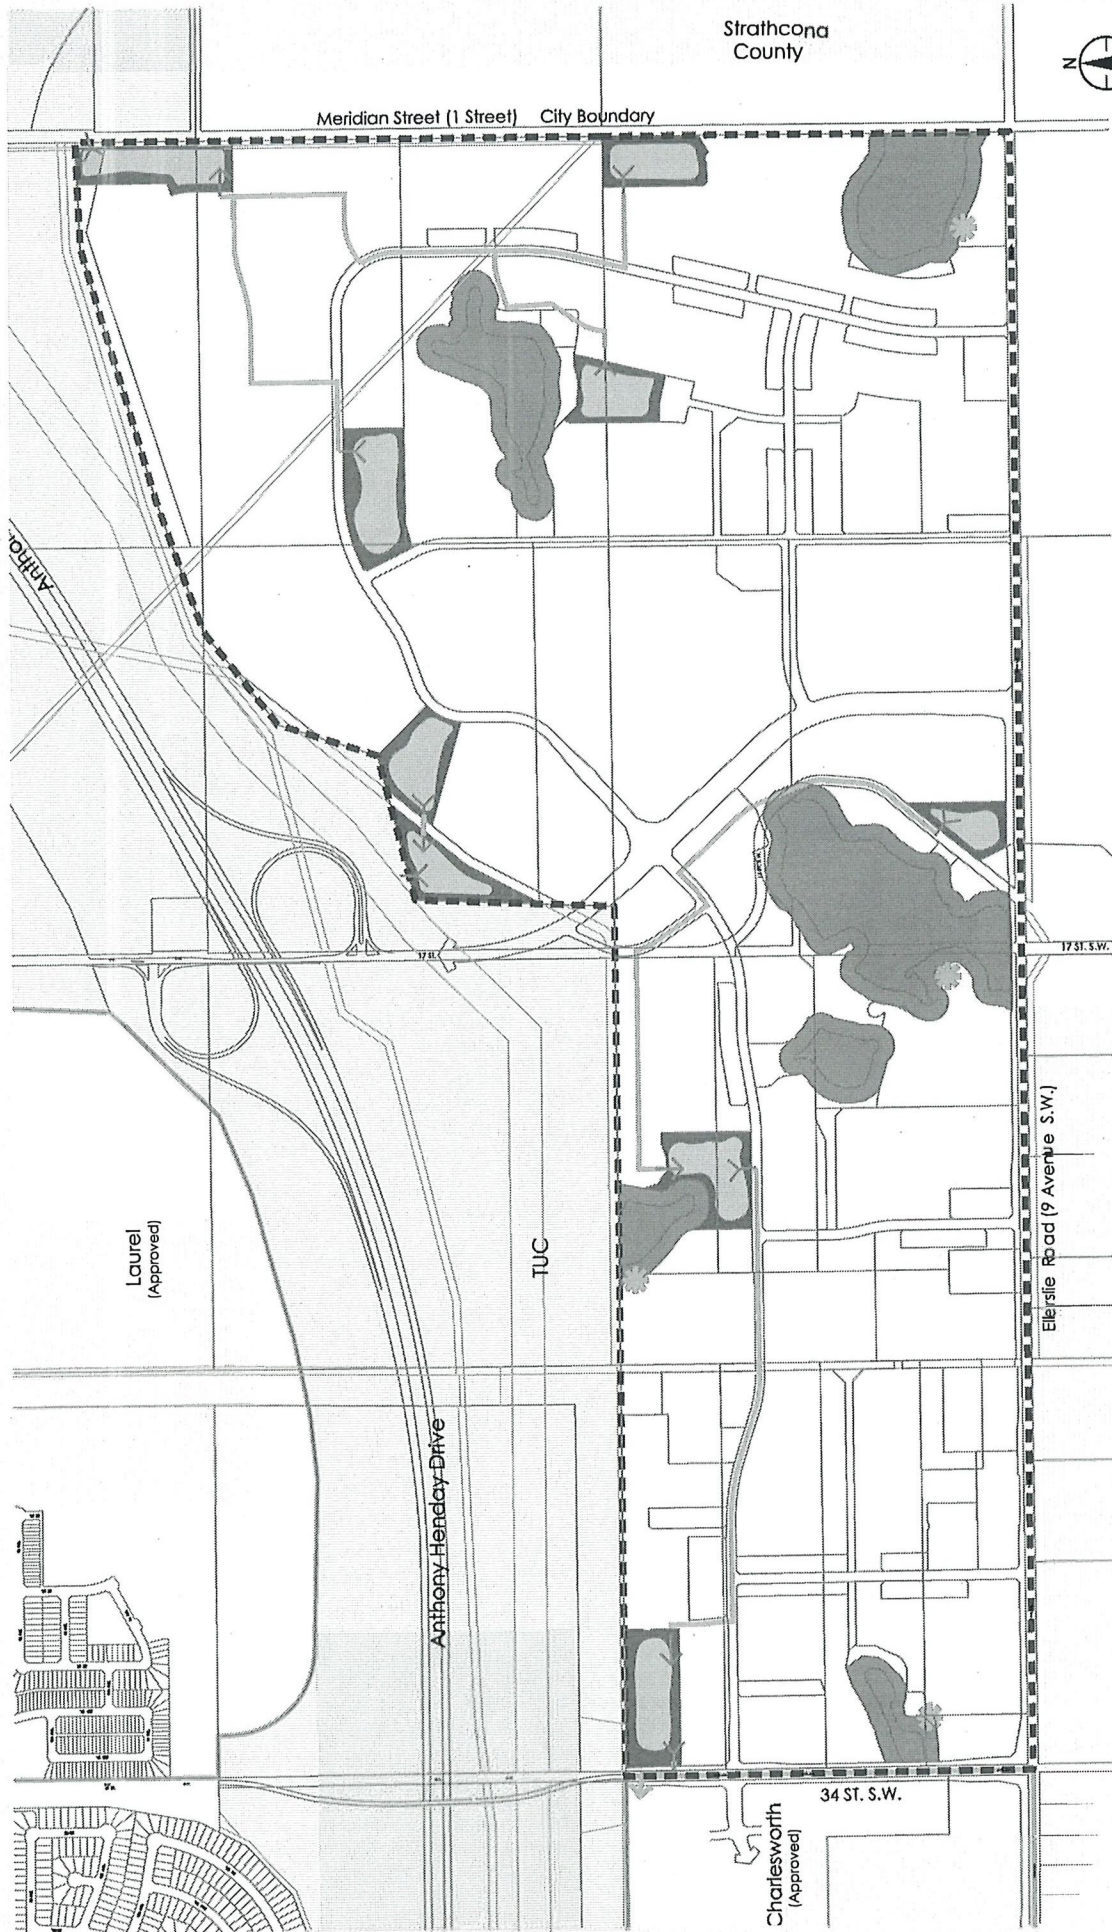 Strathcona
County
N
Meridian Street (1 Street)    City Boundary
Antho
17 ST.
17 ST. S.W.
Laurel
(Approved)
TUC
Ellerslie Road (9 Avenue S.W.)
Anthony Henday Drive
34 ST. S.W.
Charlesworth
(Approved)